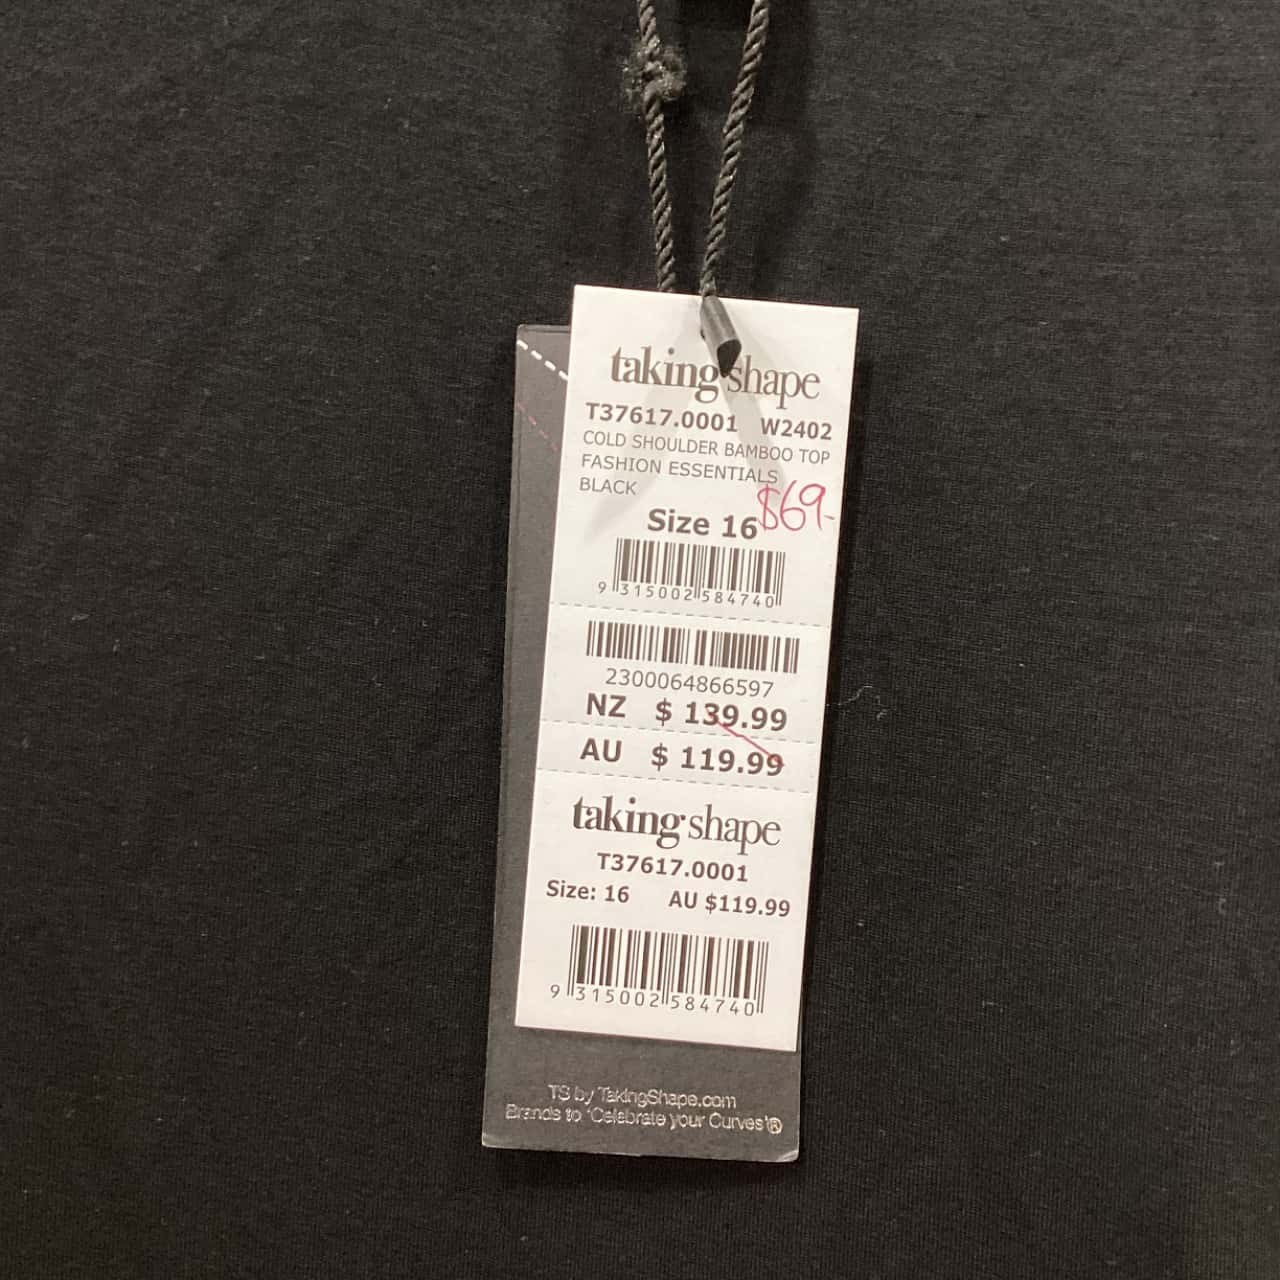 taking shape
T37617.0001 W2402
COLD SHOULDER BAMBOO TOP
FASHION ESSENTIALS
BLACK
$69-
Size 16
9 315002 584740
2300064866597
NZ $ 139.99
AU $ 119.99
taking shape
T37617.0001
Size: 16 AU $119.99
9 315002 584740
TS by TakingShape.com
Brands to 'Celebrate your Curves'®